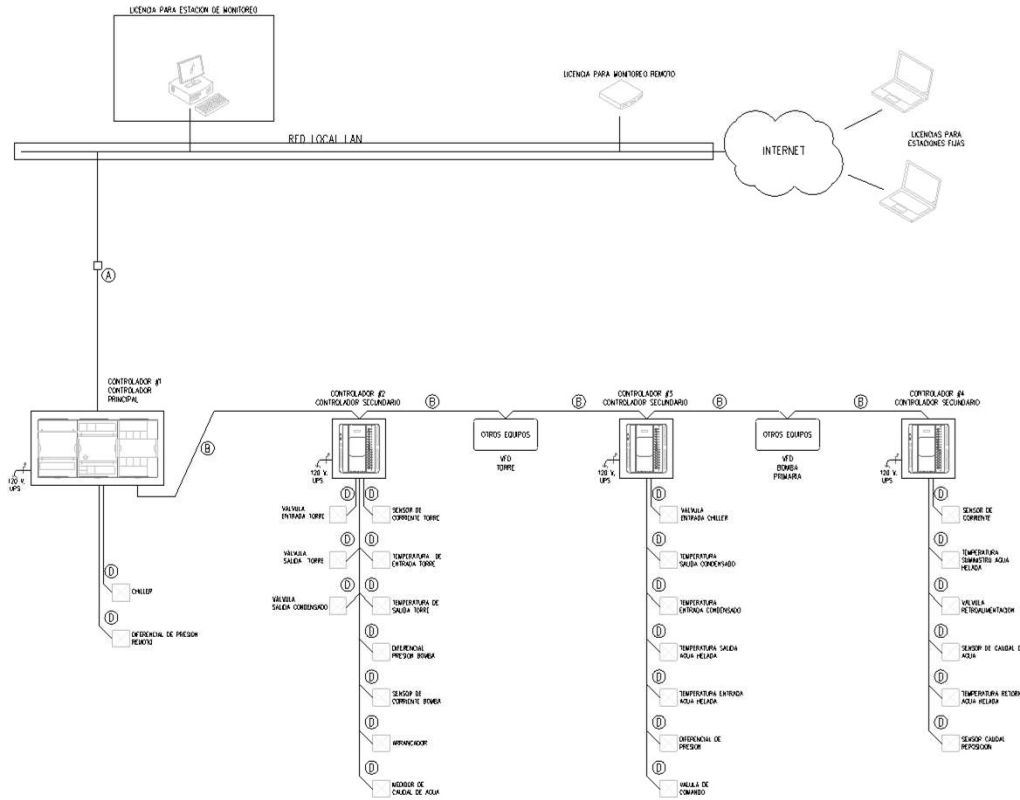 LICENCIA PARA ESTACION DE MONITOREO
LICENCIA PARA MONITOREO REMOTO
RED LOCAL LAN
INTERNET
LICENCIAS PARA
ESTACIONES FIJAS
A
CONTROLADOR #1
CONTROLADOR
PRINCIPAL
120 V.
UPS
B
D
CHILLER
D
DIFERENCIAL DE PRESION
REMOTO
CONTROLADOR #2
CONTROLADOR SECUNDARIO
120 V.
UPS
D
D
VALVULA
ENTRADA TORRE
SENSOR DE
CORRIENTE TORRE
D
D
VÁLVULA
SALIDA TORRE
TEMPERATURA DE
ENTRADA TORRE
D
D
VÁLVULA
SALIDA CONDENSADO
TEMPERATURA DE
SALIDA TORRE
D
DIFERENCIAL
PRESION BOMBA
D
SENSOR DE
CORRIENTE BOMBA
D
ARRANCADOR
D
MEDIDOR DE
CAUDAL DE AGUA
B
OTROS EQUIPOS
VFD
TORRE
B
CONTROLADOR #3
CONTROLADOR SECUNDARIO
120 V.
UPS
D
VALVULA
ENTRADA CHILLER
D
TEMPERATURA
SALIDA CONDENSADO
D
TEMPERATURA
ENTRADA CONDENSADO
D
TEMPERATURA SALIDA
AGUA HELADA
D
TEMPERATURA ENTRADA
AGUA HELADA
D
DIFERENCIAL DE
PRESION
D
VALULA DE
COMANDO
B
OTROS EQUIPOS
VFD
BOMBA
PRIMARIA
B
CONTROLADOR #4
CONTROLADOR SECUNDARIO
120 V.
UPS
D
SENSOR DE
CORRIENTE
D
TEMPERATURA
SUMINISTRO AGUA
HELADA
D
VÁLVULA
RETROALIMENTACION
D
SENSOR DE CAUDAL D
AGUA
D
TEMPERATURA RETOR
AGUA HELADA
D
SENSOR CAUDAL
REPOSICION